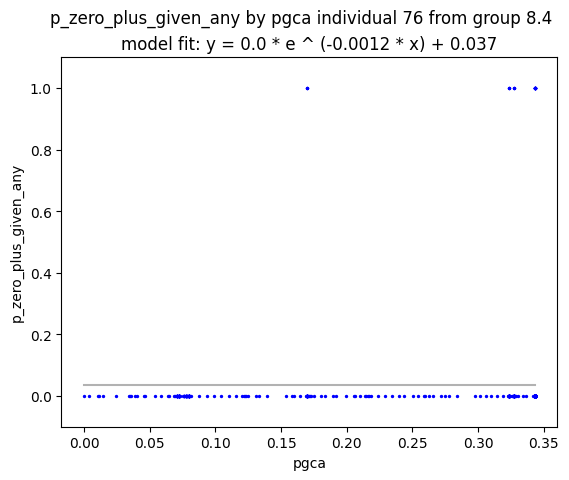 p_zero_plus_given_any by pgca individual 76 from group 8.4
model fit: y = 0.0 * e ^ (-0.0012 * x) + 0.037
1.0
0.8
0.6
0.4
0.2
0.0
p_zero_plus_given_any
0.00 0.05 0.10 0.15 0.20 0.25 0.30 0.35
pgca